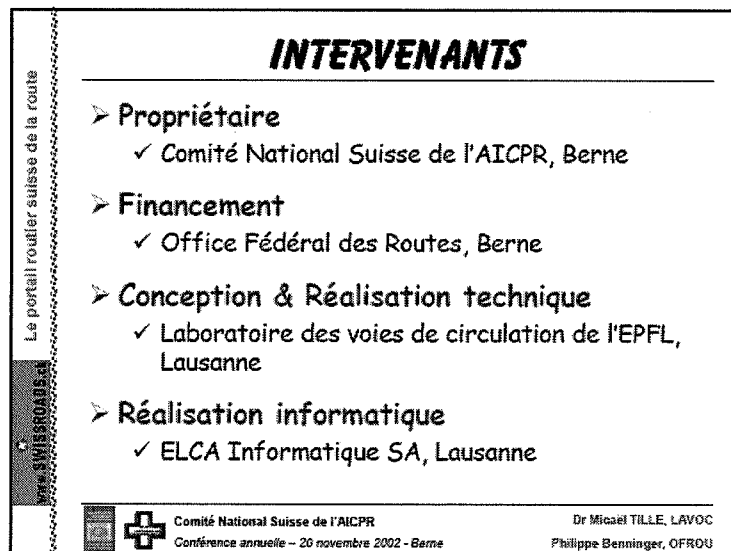 INTERVENANTS
➢ Propriétaire
✓ Comité National Suisse de l'AICPR, Berne
➢ Financement
✓ Office Fédéral des Routes, Berne
➢ Conception & Réalisation technique
✓ Laboratoire des voies de circulation de l'EPFL,
Lausanne
➢ Réalisation informatique
✓ ELCA Informatique SA, Lausanne
Le portail routier suisse de la route
www.SWISSROADS.ch
Comité National Suisse de l'AICPR
Conférence annuelle – 20 novembre 2002 - Berne
Dr Micaël TILLE, LAVOC
Philippe Benninger, OFROU